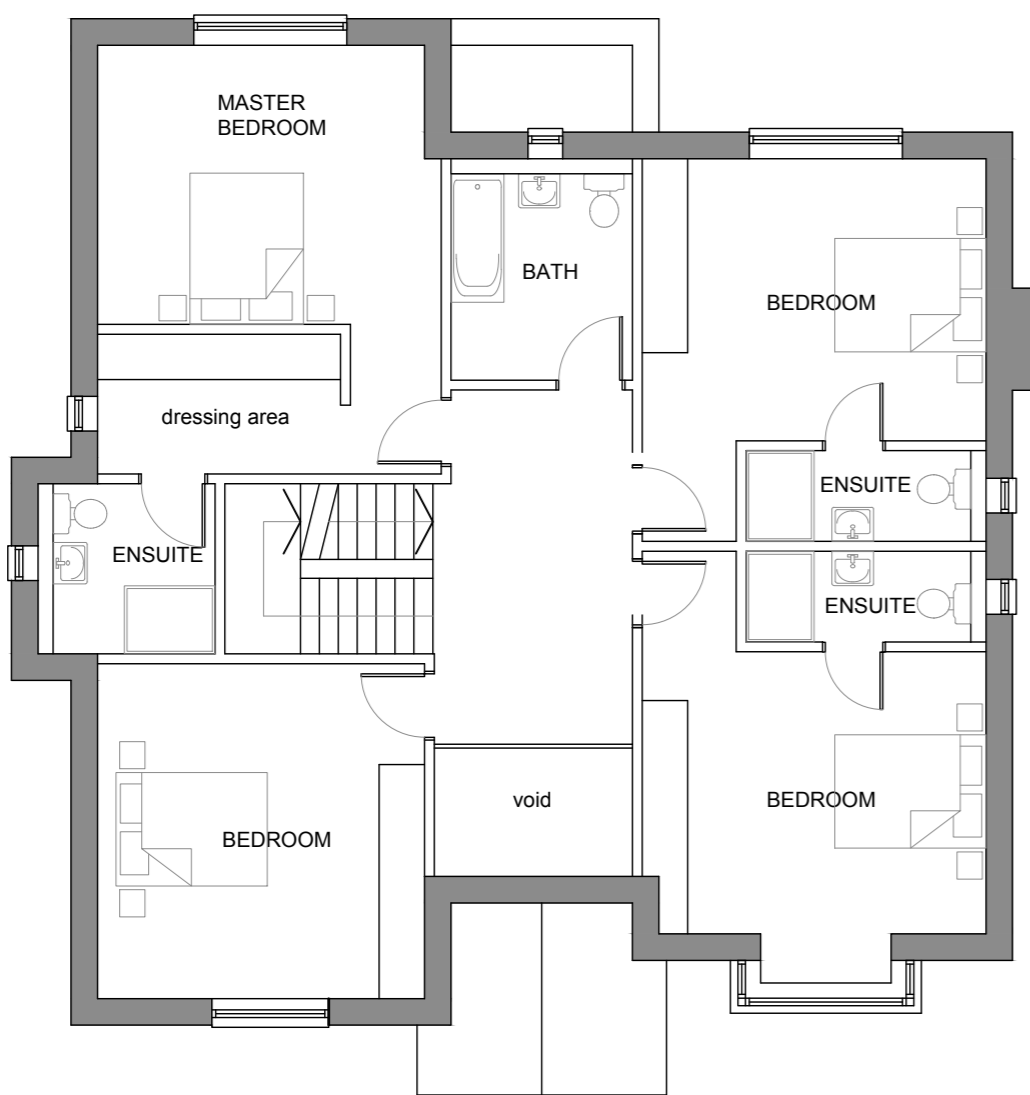 MASTER
BEDROOM
BATH
BEDROOM
dressing area
ENSUITE
ENSUITE
ENSUITE
BEDROOM
void
BEDROOM